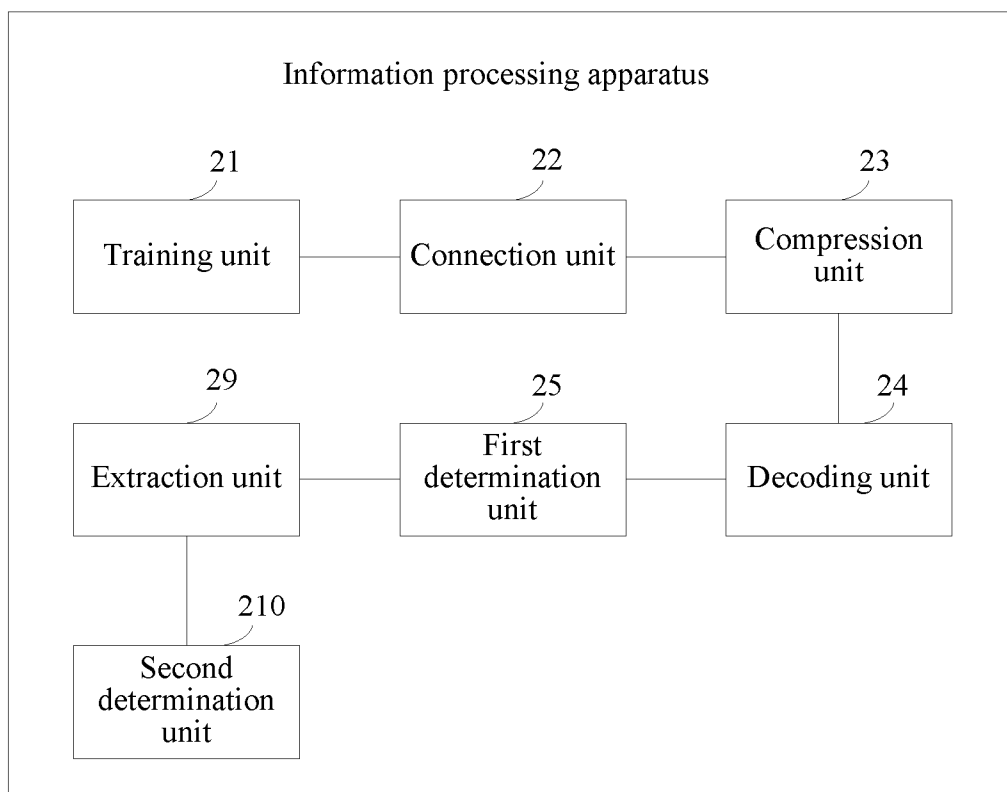 Information processing apparatus
21
22
23
Training unit
Connection unit
Compression
unit
29
25
24
Extraction unit
First
determination
unit
Decoding unit
210
Second
determination
unit